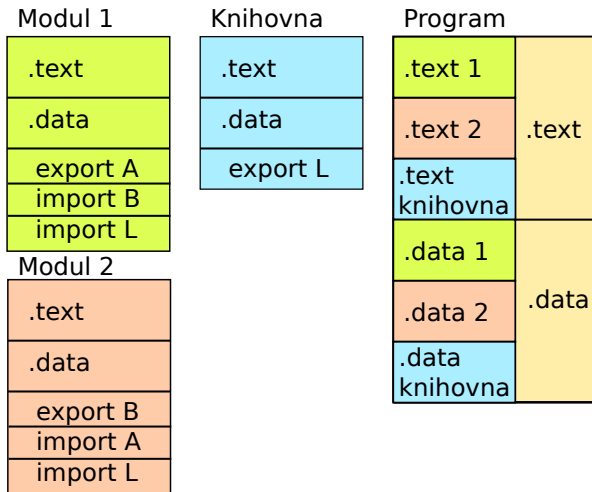 Modul 1
.text
.data
export A
import B
import L
Modul 2
.text
.data
export B
import A
import L
Knihovna
.text
.data
export L
Program
.text 1
.text 2
.text
knihovna
.text
.data 1
.data 2
.data
knihovna
.data